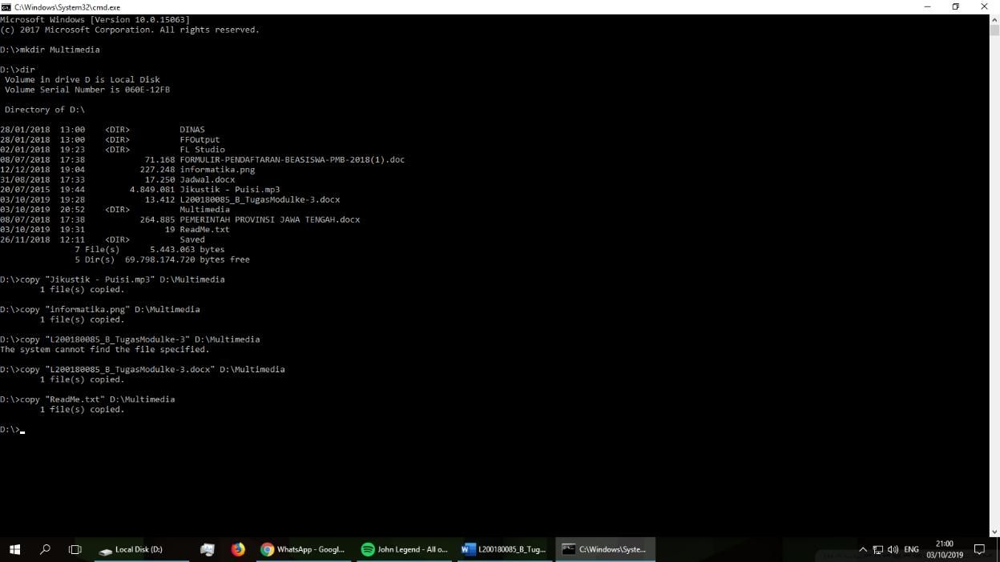 C:\Windows\System32\cmd.exe
Microsoft Windows [Version 10.0.15063]
(c) 2017 Microsoft Corporation. All rights reserved.
D:\>mkdir Multimedia
D:\>dir
Volume in drive D is Local Disk
Volume Serial Number is 060E-12FB
Directory of D:\
28/01/2018 13:00 <DIR> DINAS
28/01/2018 13:00 <DIR> FFOutput
02/01/2018 19:23 <DIR> FL Studio
08/07/2018 17:38 71.168 FORMULIR-PENDAFTARAN-BEASISWA-PMB-2018(1).doc
12/12/2018 19:04 227.248 informatika.png
31/08/2018 17:33 17.250 Jadwal.docx
20/07/2015 19:44 4.849.081 Jikustik - Puisi.mp3
03/10/2019 19:28 13.412 L200180085_B_TugasModulke-3.docx
03/10/2019 20:52 <DIR> Multimedia
08/07/2018 17:38 264.885 PEMERINTAH PROVINSI JAWA TENGAH.docx
03/10/2019 19:31 19 ReadMe.txt
26/11/2018 12:11 <DIR> Saved
7 File(s) 5.443.063 bytes
5 Dir(s) 69.798.174.720 bytes free
D:\>copy "Jikustik - Puisi.mp3" D:\Multimedia
1 file(s) copied.
D:\>copy "informatika.png" D:\Multimedia
1 file(s) copied.
D:\>copy "L200180085_B_TugasModulke-3" D:\Multimedia
The system cannot find the file specified.
D:\>copy "L200180085_B_TugasModulke-3.docx" D:\Multimedia
1 file(s) copied.
D:\>copy "ReadMe.txt" D:\Multimedia
1 file(s) copied.
D:\>
Local Disk (D:)
WhatsApp - Googl...
John Legend - All o...
L200180085_B_Tug...
C:\Windows\Syste...
ENG
21:00
03/10/2019